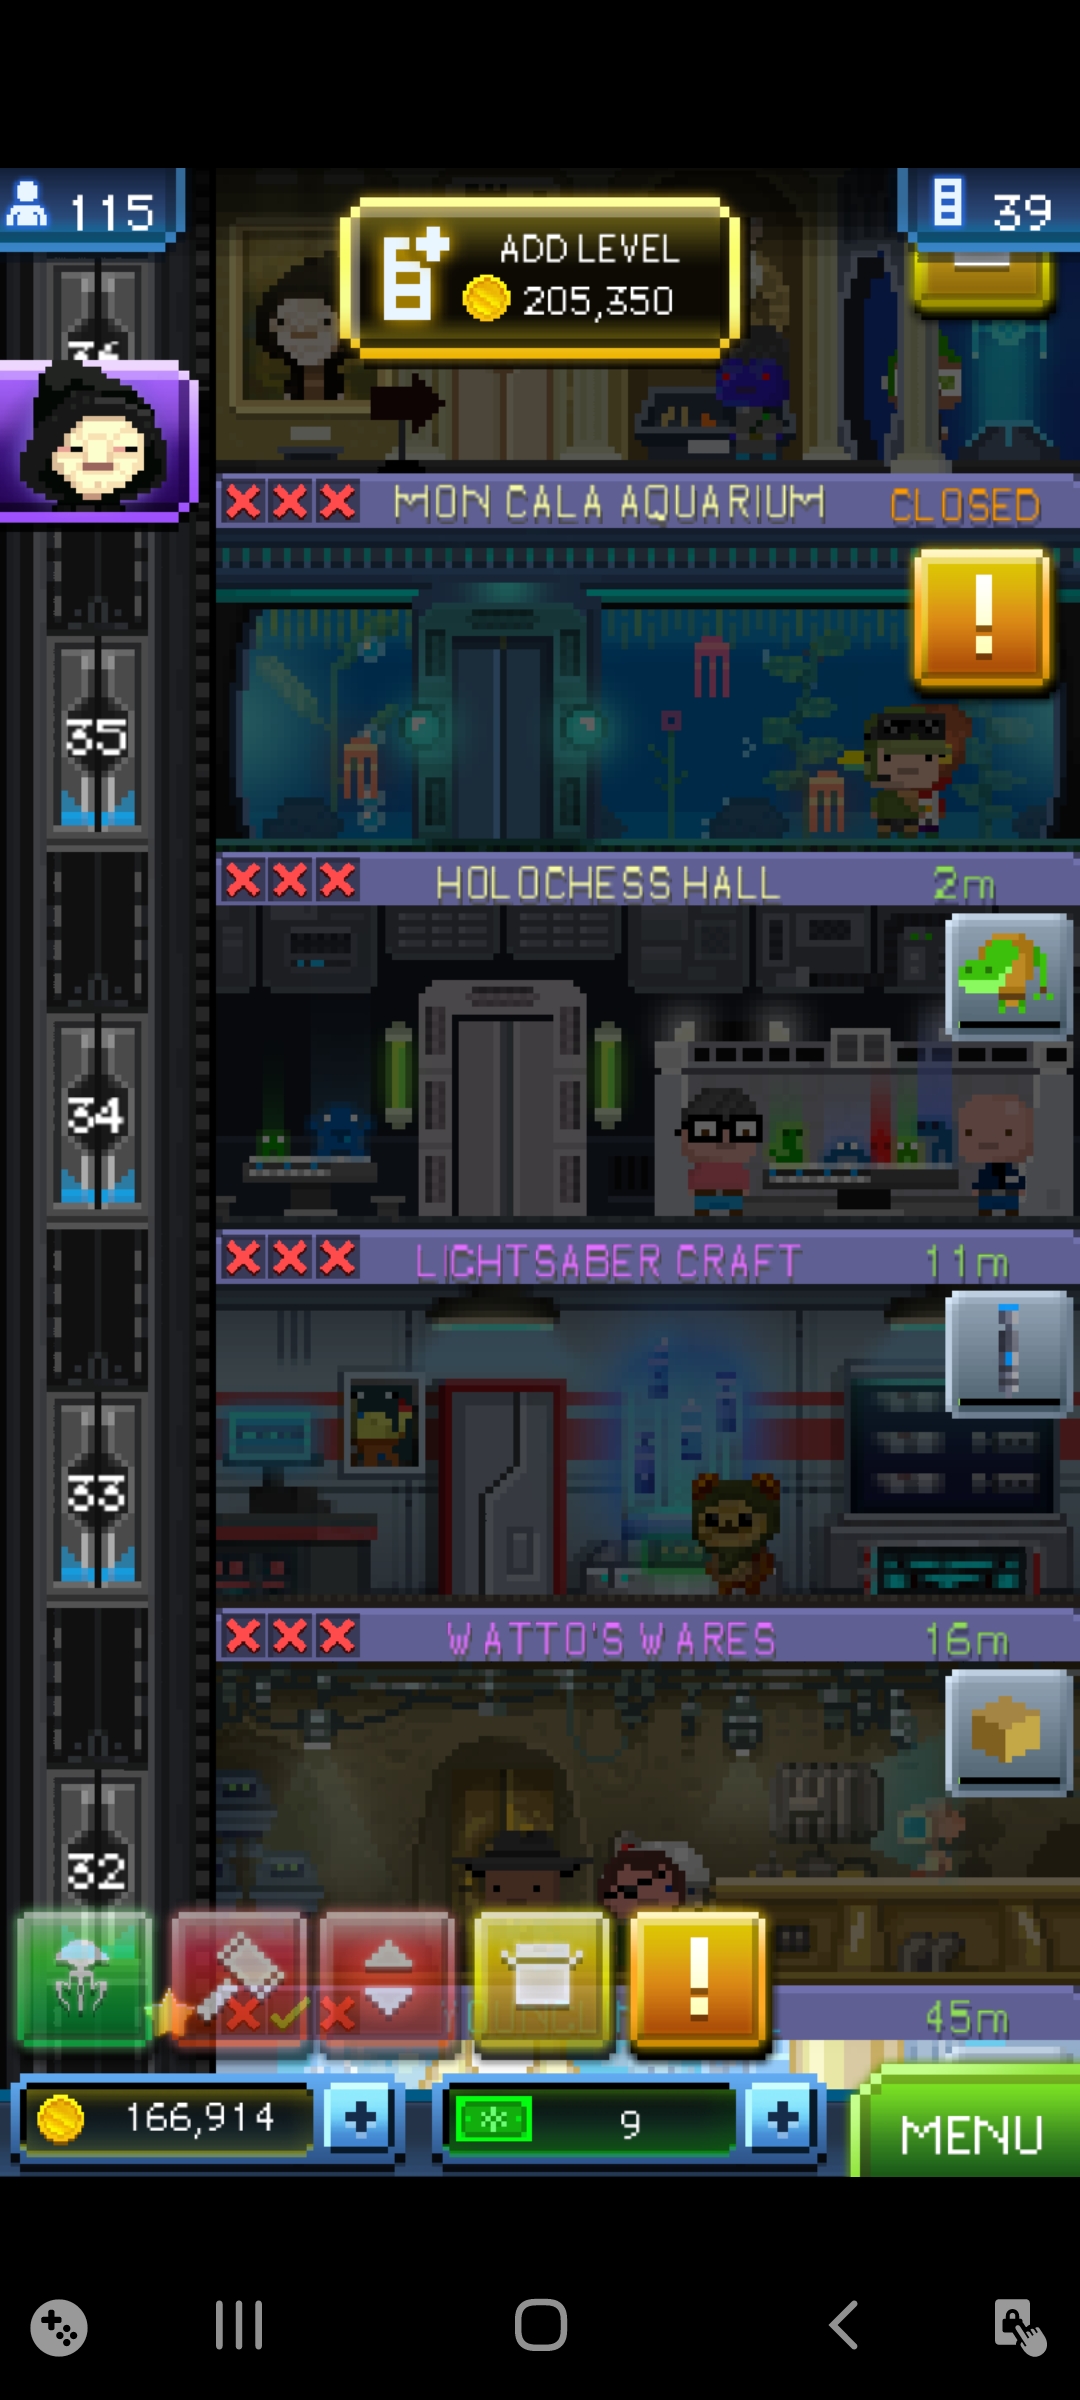 115
ADD LEVEL
205,350
39
36
MON CALA AQUARIUM CLOSED
!
35
HOLOCHESS HALL 2m
34
LIGHTSABER CRAFT 11m
33
WATTO'S WARES 16m
32
!
45m
166,914
9
MENU